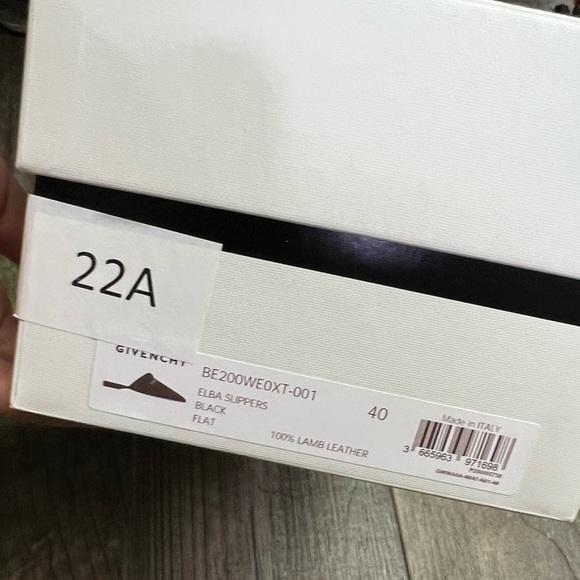 22A
GIVENCHY
BE200WE0XT-001
40
ELBA SLIPPERS
BLACK
FLAT
100% LAMB LEATHER
Made in ITALY
3 665963 971698